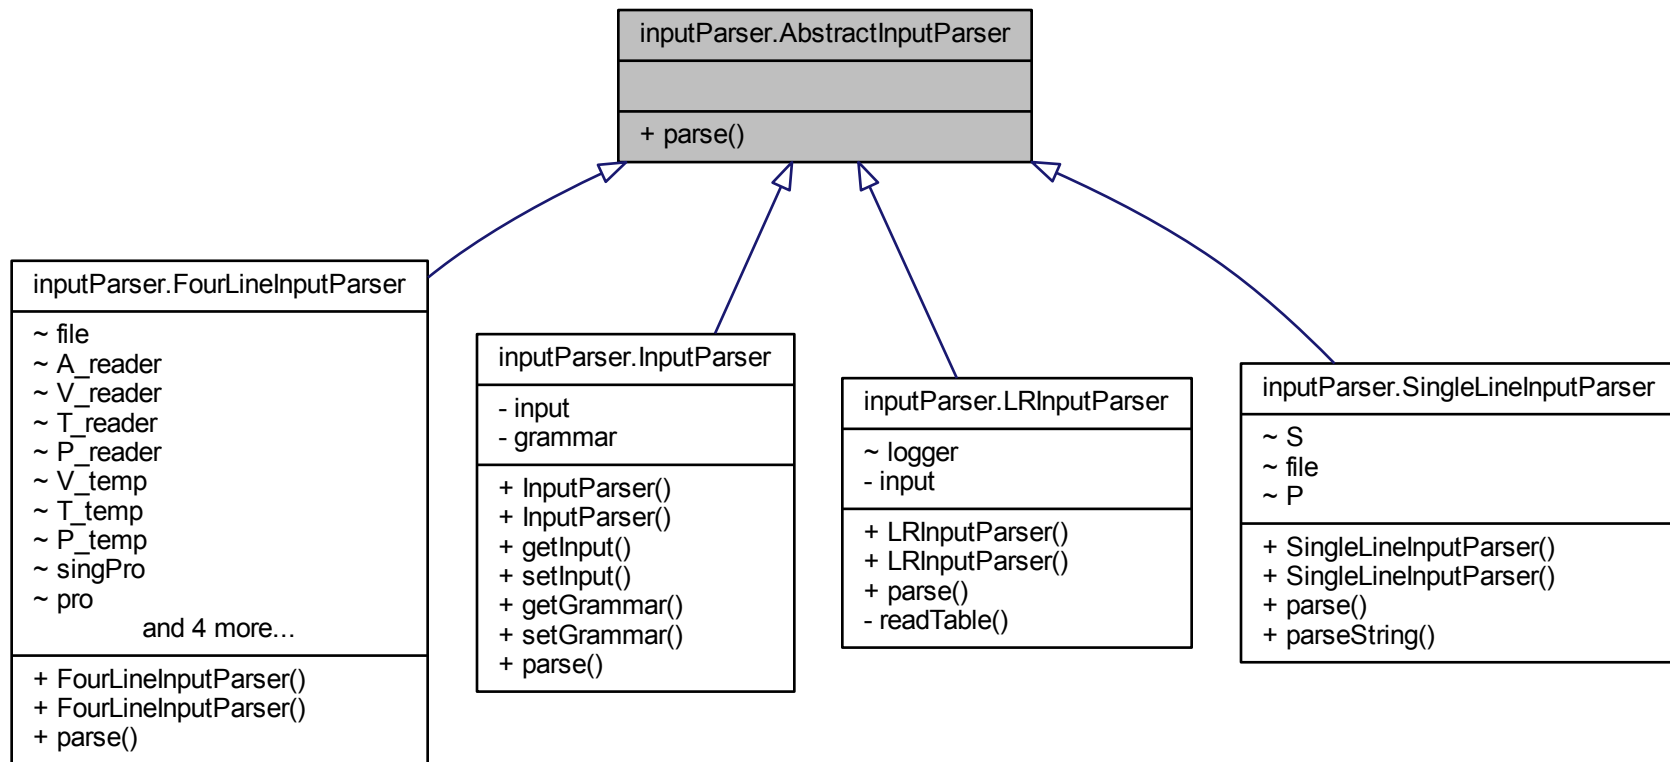 inputParser.AbstractInputParser
+ parse()
inputParser.FourLineInputParser
~ file
~ A_reader
~ V_reader
~ T_reader
~ P_reader
~ V_temp
~ T_temp
~ P_temp
~ singPro
~ pro
and 4 more...
+ FourLineInputParser()
+ FourLineInputParser()
+ parse()
inputParser.InputParser
- input
- grammar
+ InputParser()
+ InputParser()
+ getInput()
+ setInput()
+ getGrammar()
+ setGrammar()
+ parse()
inputParser.LRInputParser
~ logger
- input
+ LRInputParser()
+ LRInputParser()
+ parse()
- readTable()
inputParser.SingleLineInputParser
~ S
~ file
~ P
+ SingleLineInputParser()
+ SingleLineInputParser()
+ parse()
+ parseString()